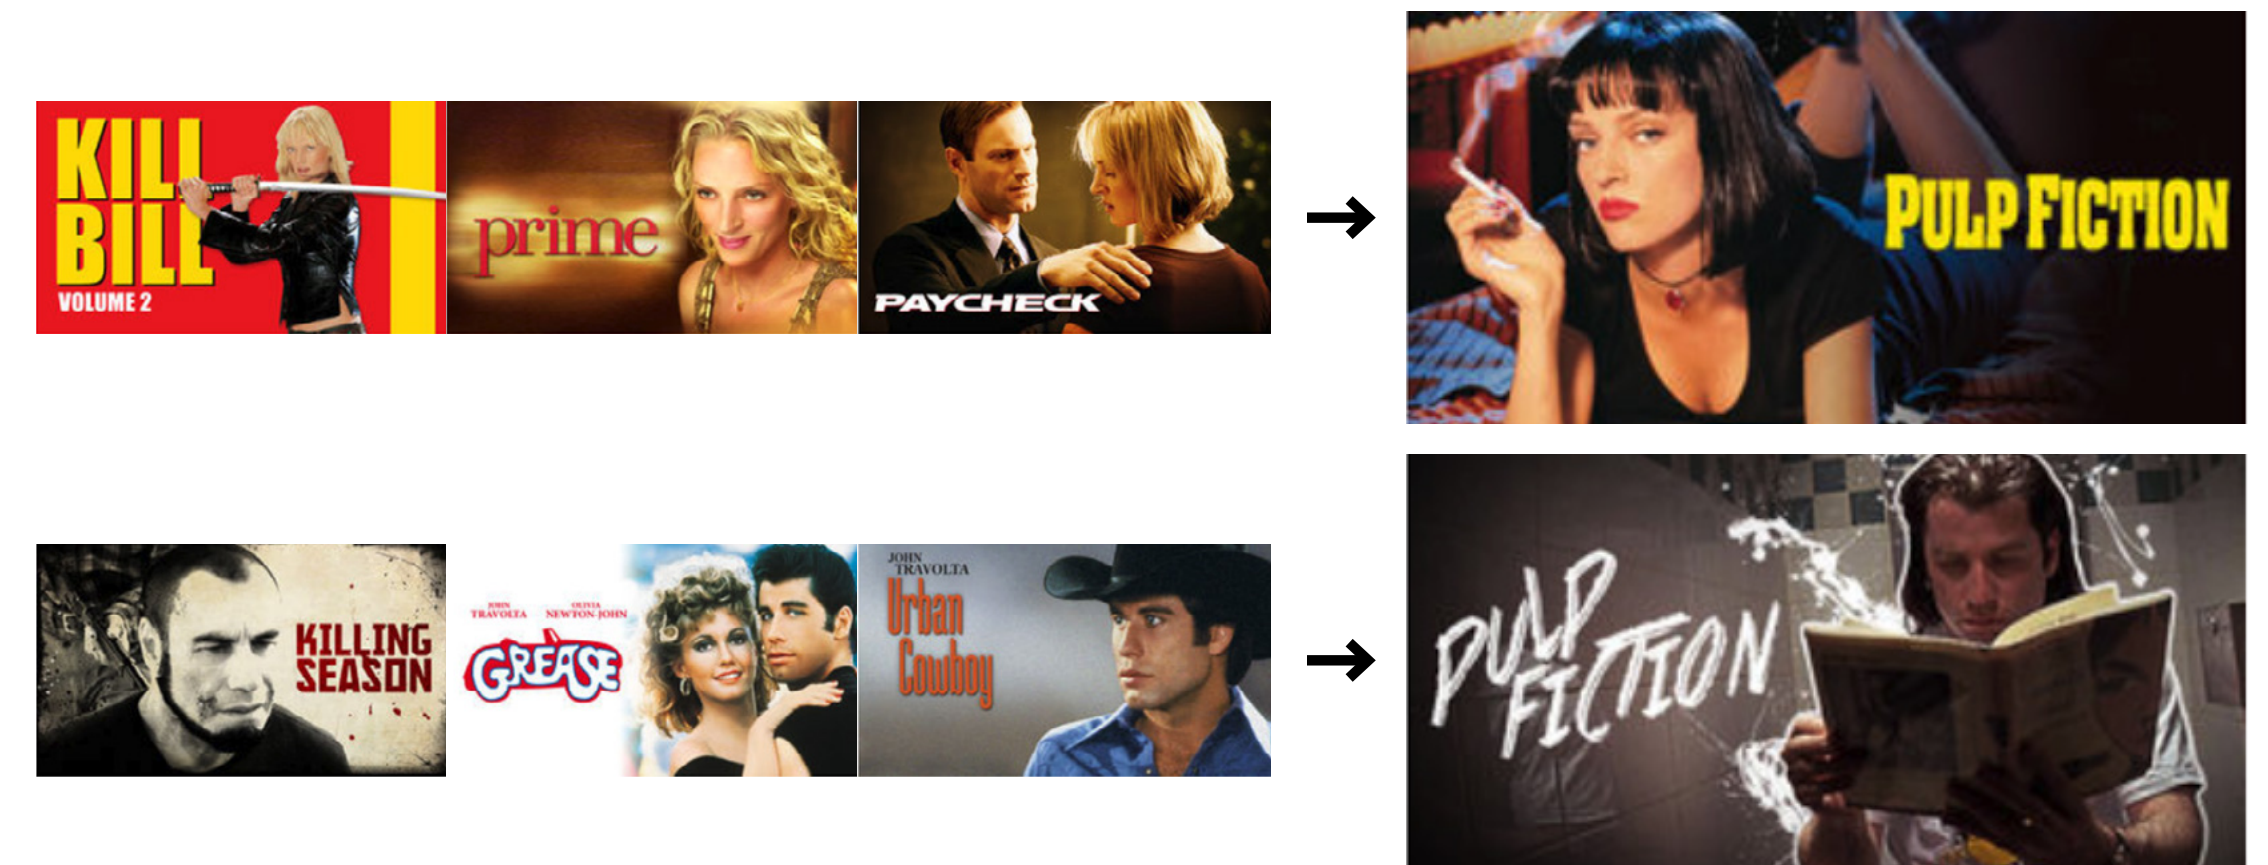 KILL
BILL
VOLUME 2
prime
PAYCHECK
PULP FICTION
KILLING
SEASON
JOHN
TRAVOLTA
OLIVIA
NEWTON-JOHN
GREASE
JOHN
TRAVOLTA
Urban
Cowboy
PULP
FICTION